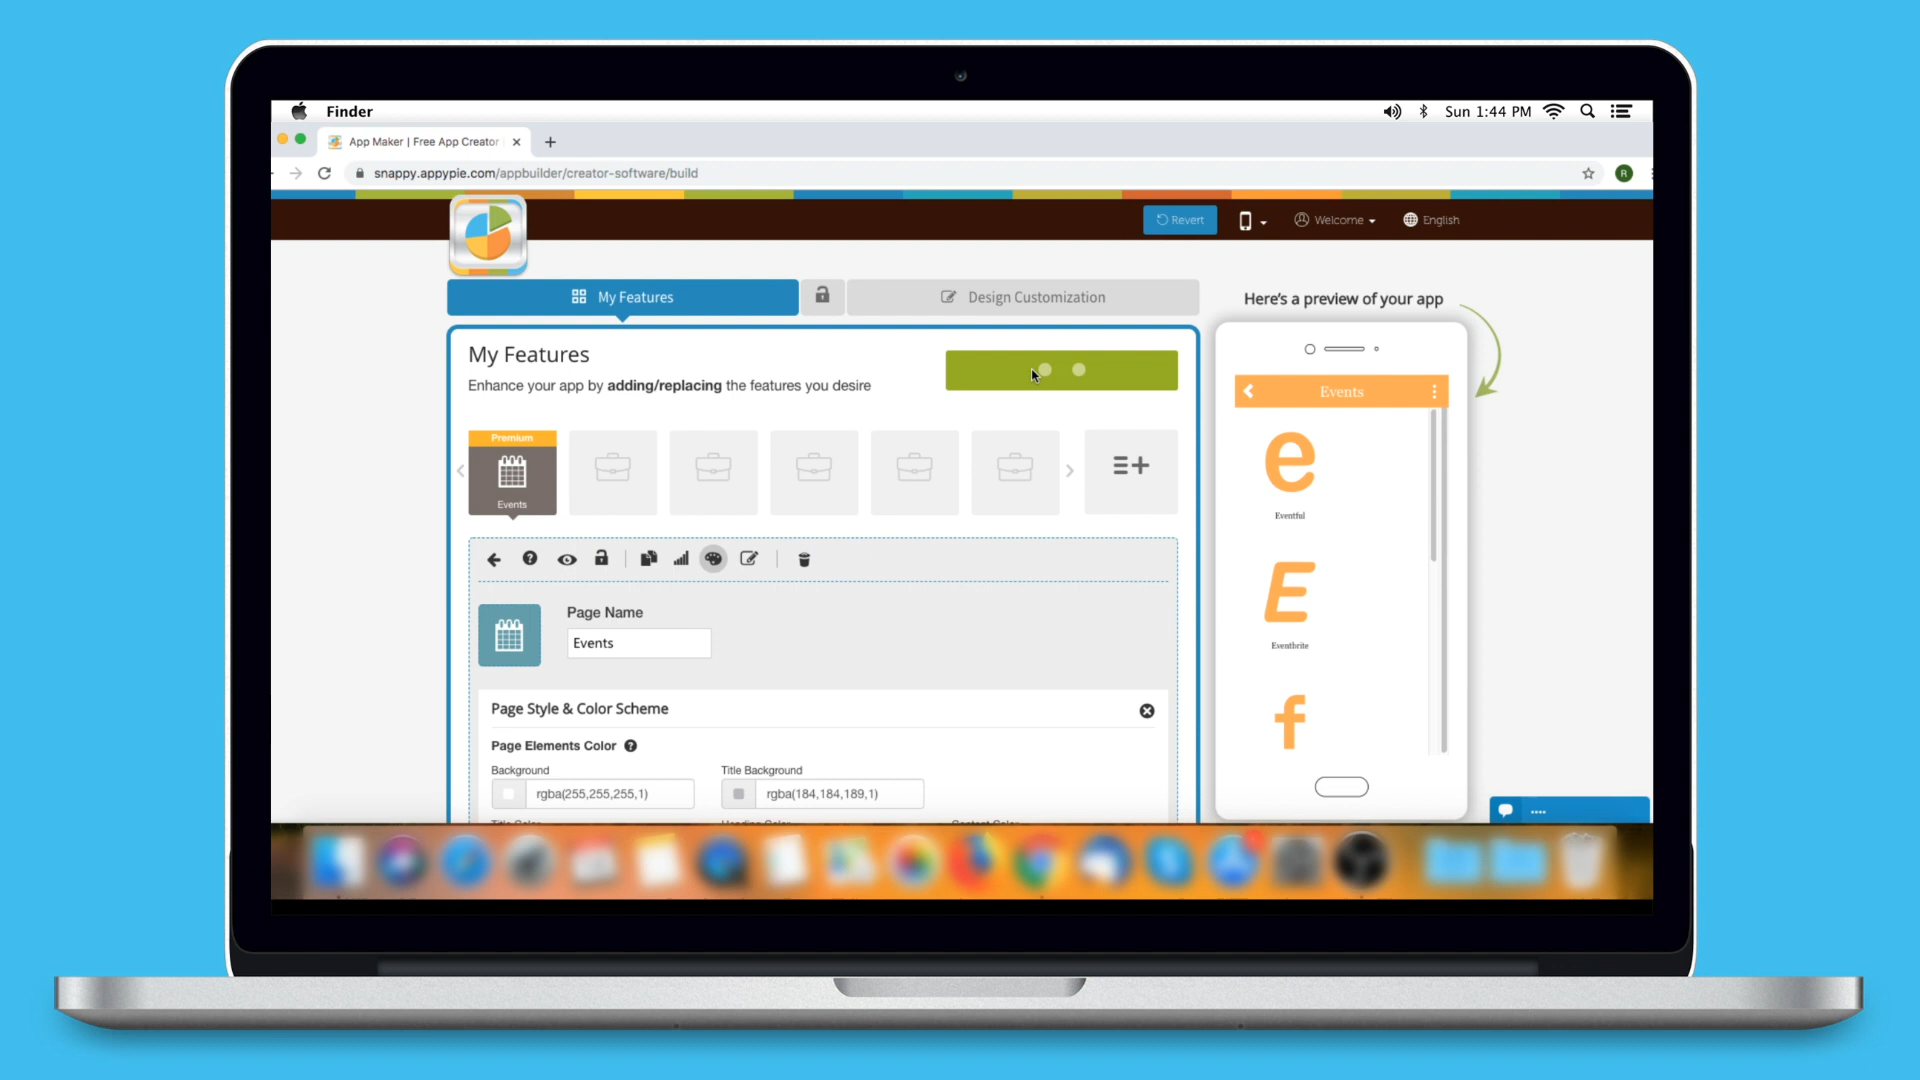 Finder
Sun 1:44 PM
App Maker | Free App Creator
snappy.appypie.com/appbuilder/creator-software/build
R
Revert
Welcome
English
My Features
Design Customization
Here's a preview of your app
My Features
Enhance your app by adding/replacing the features you desire
Premium
Events
Page Name
Events
Page Style & Color Scheme
Page Elements Color
Background
Title Background
rgba(255,255,255,1)
rgba(184,184,189,1)
Events
e
Eventful
E
Eventbrite
f